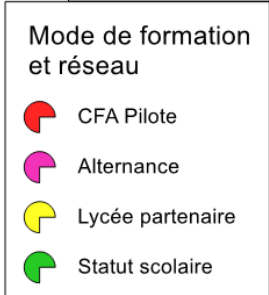 Mode de formation
et réseau
CFA Pilote
Alternance
Lycée partenaire
Statut scolaire